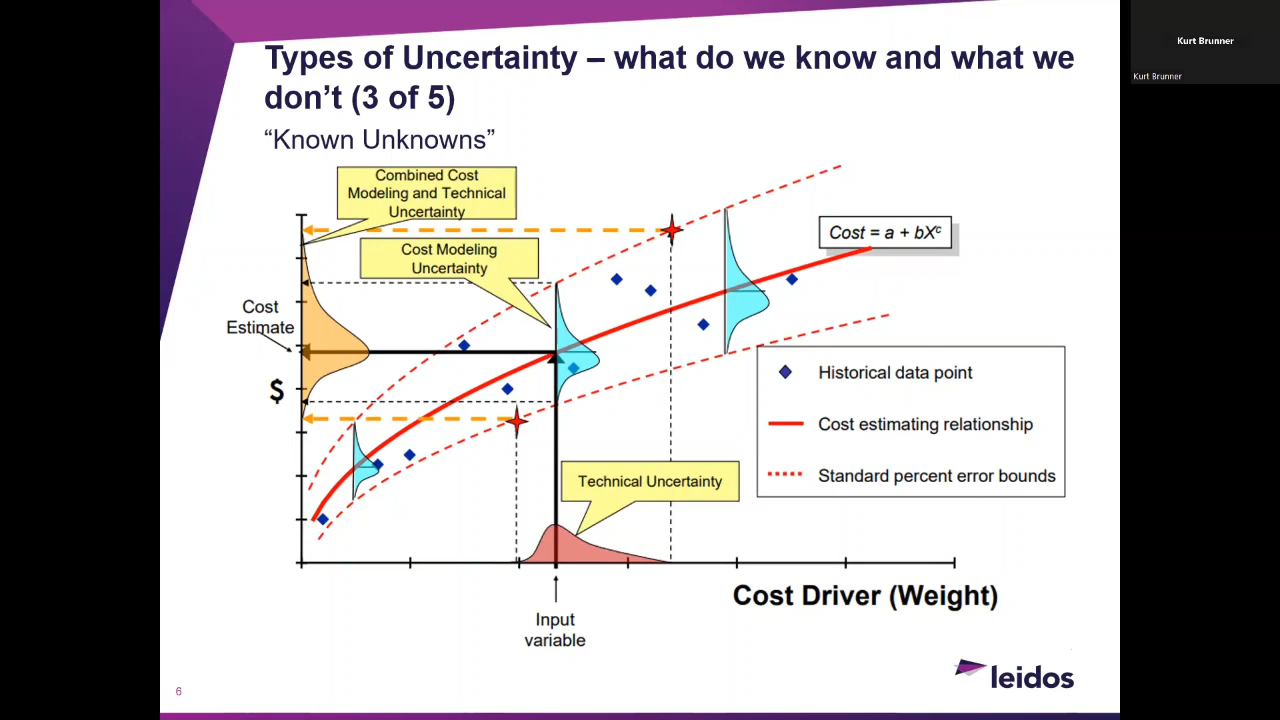 Types of Uncertainty – what do we know and what we
don’t (3 of 5)
“Known Unknowns”
Kurt Brunner
Kurt Brunner
Combined Cost
Modeling and Technical
Uncertainty
Cost Modeling
Uncertainty
Cost = a + bXᶜ
Cost
Estimate
$
Historical data point
Cost estimating relationship
Standard percent error bounds
Technical Uncertainty
Cost Driver (Weight)
Input
variable
leidos
6